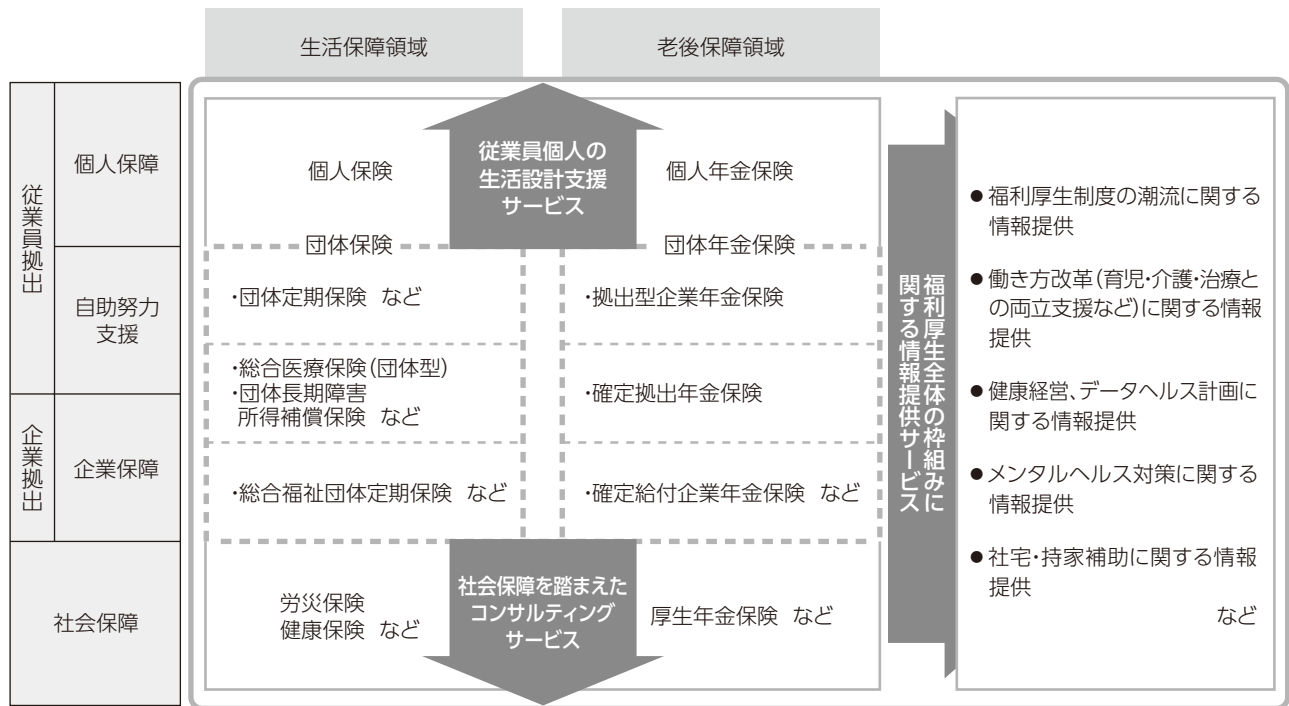 生活保障領域
老後保障領域
従業員拠出
個人保障
個人保険
従業員個人の
生活設計支援
サービス
個人年金保険
団体保険
団体年金保険
自助努力
支援
・団体定期保険 など
・拠出型企業年金保険
・総合医療保険(団体型)
・団体長期障害
所得補償保険 など
・確定拠出年金保険
企業拠出
企業保障
・総合福祉団体定期保険 など
・確定給付企業年金保険 など
社会保障
労災保険
健康保険 など
社会保障を踏まえた
コンサルティング
サービス
厚生年金保険 など
福利厚生全体の枠組みに
関する情報提供サービス
●福利厚生制度の潮流に関する
情報提供
●働き方改革(育児・介護・治療と
の両立支援など)に関する情報
提供
●健康経営、データヘルス計画に
関する情報提供
●メンタルヘルス対策に関する
情報提供
●社宅・持家補助に関する情報
提供
など